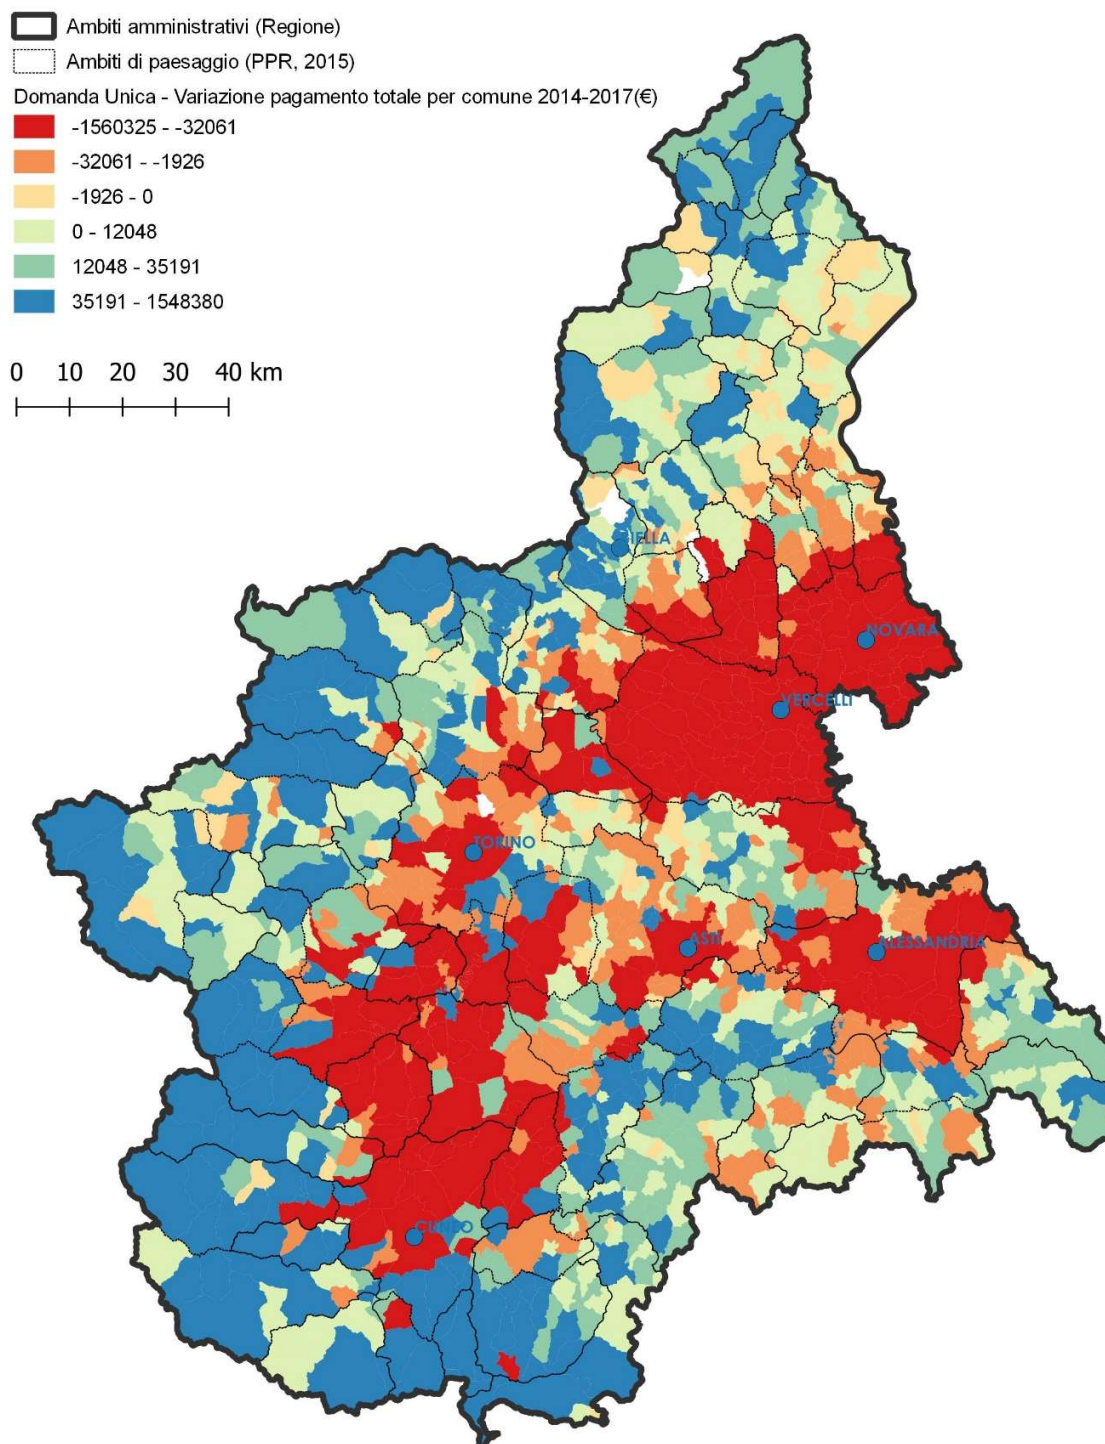 Ambiti amministrativi (Regione)
Ambiti di paesaggio (PPR, 2015)
Domanda Unica - Variazione pagamento totale per comune 2014-2017(€)
-1560325 - -32061
-32061 - -1926
-1926 - 0
0 - 12048
12048 - 35191
35191 - 1548380
0 10 20 30 40 km
BIELLA
NOVARA
VERCELLI
TORINO
ASTI
ALESSANDRIA
CUNEO